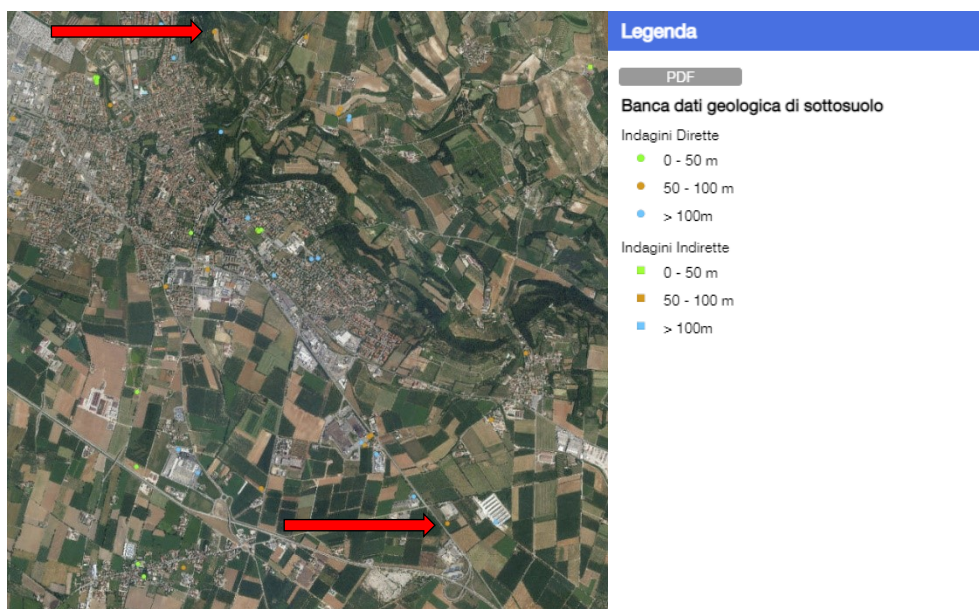 Legenda
PDF
Banca dati geologica di sottosuolo
Indagini Dirette
0 - 50 m
50 - 100 m
> 100m
Indagini Indirette
0 - 50 m
50 - 100 m
> 100m